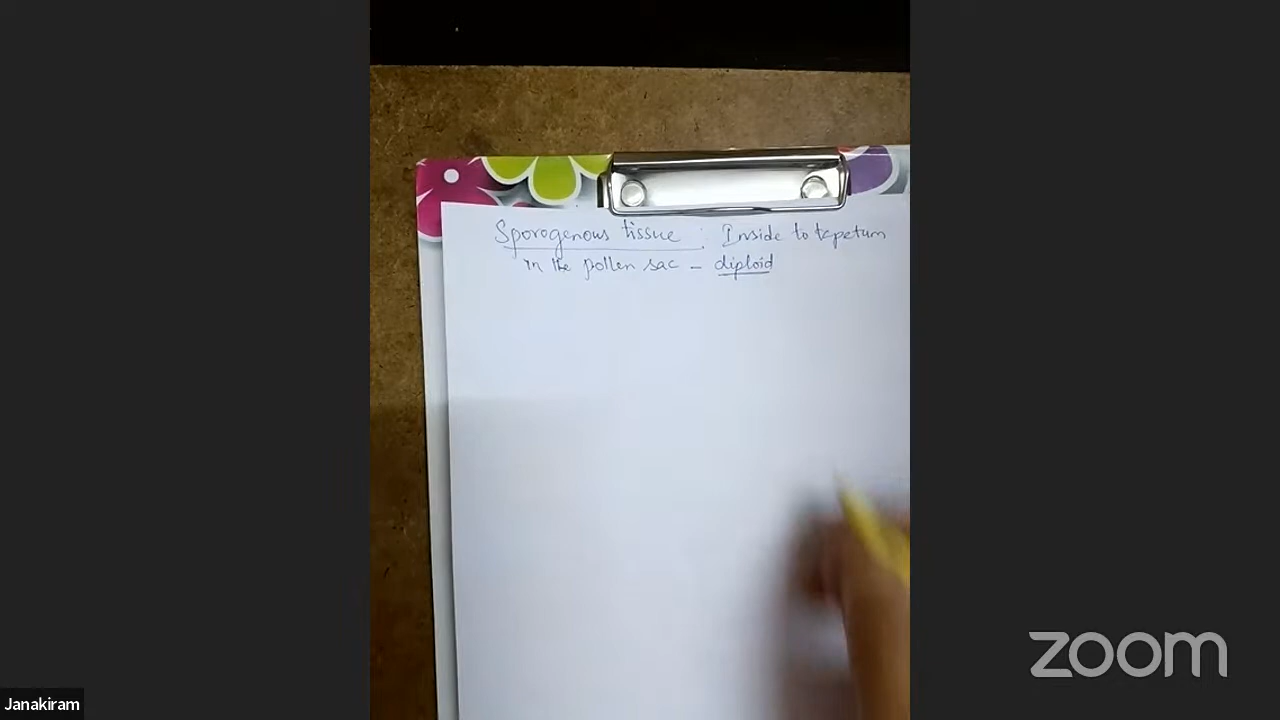 Sporogenous tissue : Inside to tapetum
in the pollen sac - diploid
zoom
Janakiram